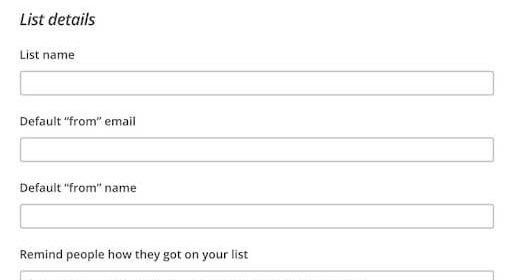 List details
List name
Default “from” email
Default “from” name
Remind people how they got on your list